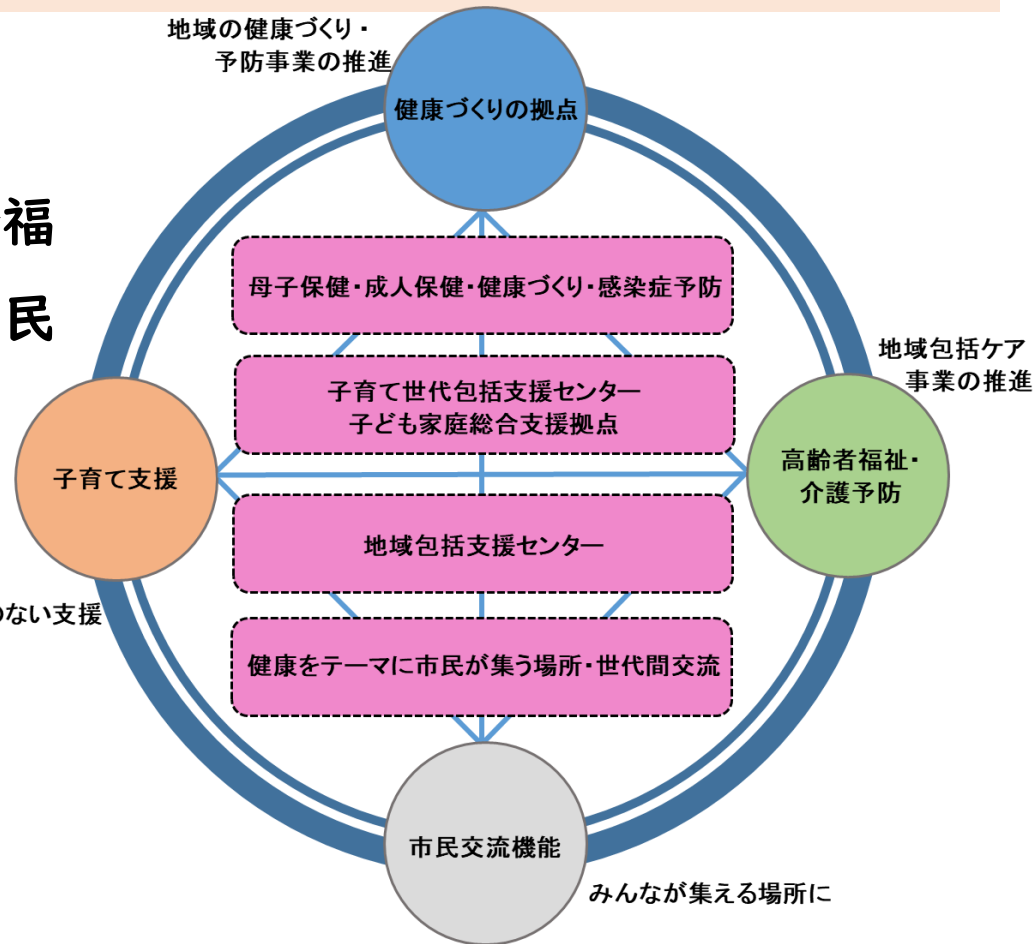 地域の健康づくり・
予防事業の推進
健康づくりの拠点
福
民
母子保健・成人保健・健康づくり・感染症予防
地域包括ケア
事業の推進
子育て世代包括支援センター
子ども家庭総合支援拠点
子育て支援
高齢者福祉・
介護予防
地域包括支援センター
のない支援
健康をテーマに市民が集う場所・世代間交流
市民交流機能
みんなが集える場所に